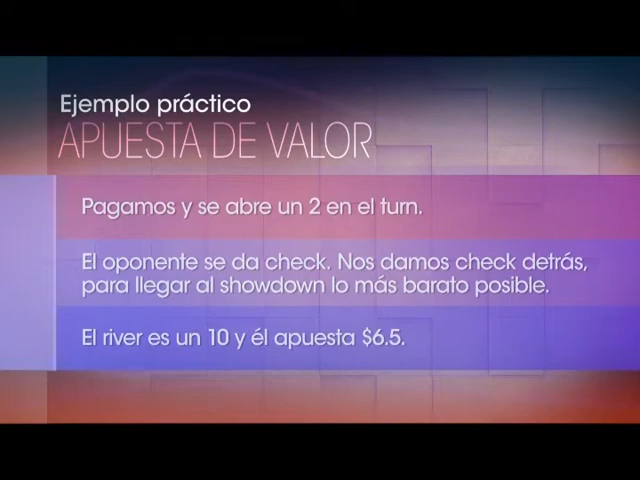 Ejemplo práctico
APUESTA DE VALOR
Pagamos y se abre un 2 en el turn.
El oponente se da check. Nos damos check detrás,
para llegar al showdown lo más barato posible.
El river es un 10 y él apuesta $6.5.